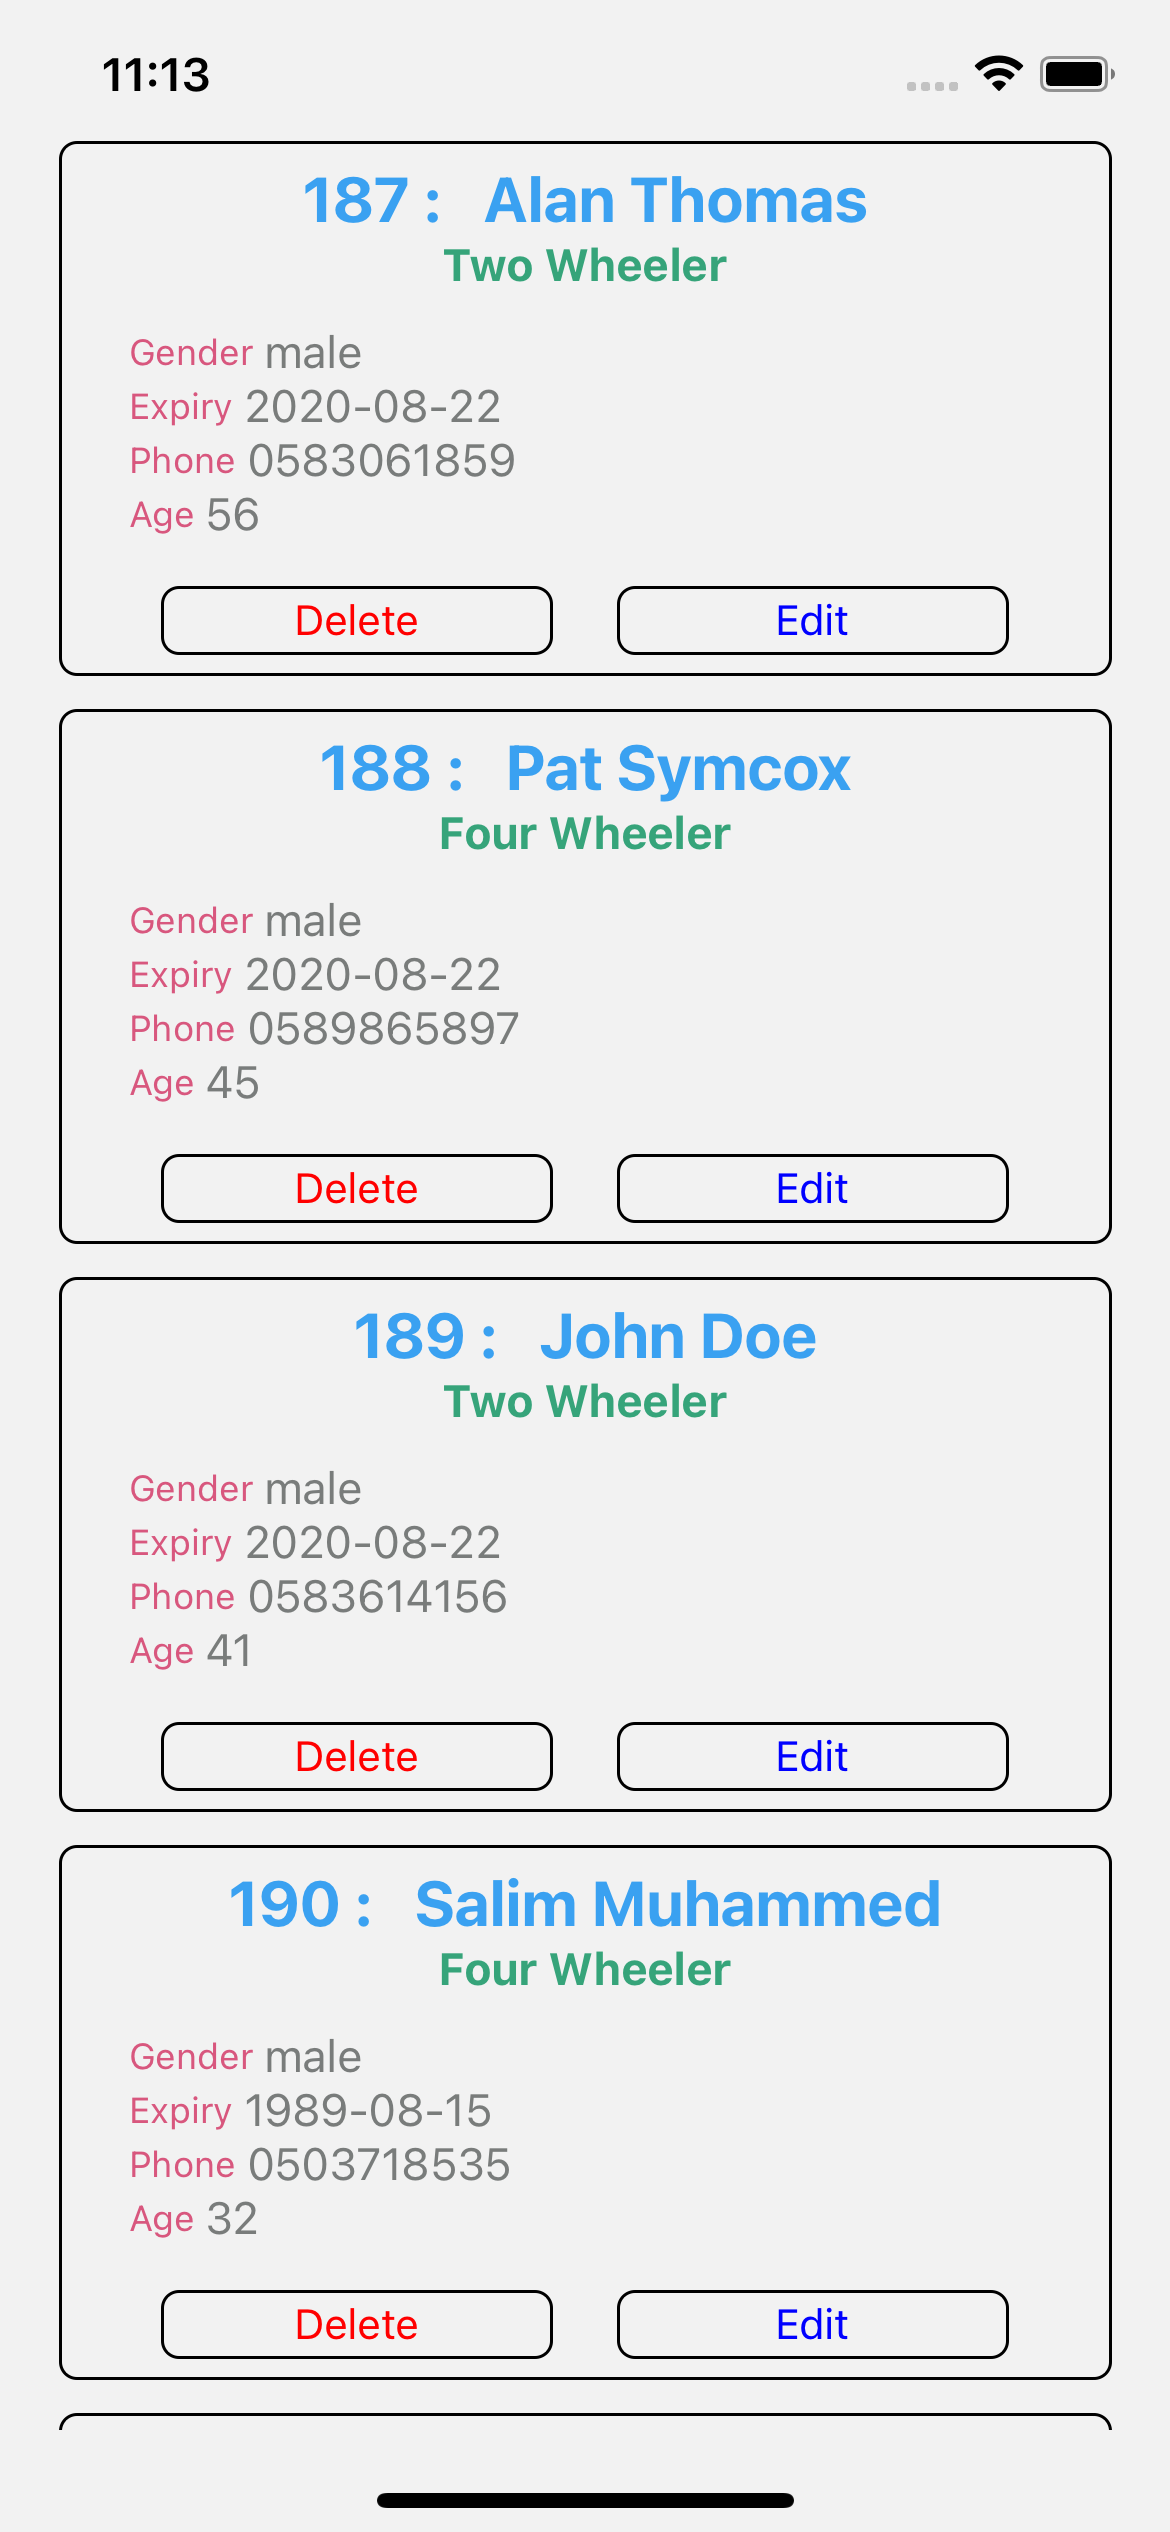 11:13
187 : Alan Thomas
Two Wheeler
Gender male
Expiry 2020-08-22
Phone 0583061859
Age 56
Delete Edit
188 : Pat Symcox
Four Wheeler
Gender male
Expiry 2020-08-22
Phone 0589865897
Age 45
Delete Edit
189 : John Doe
Two Wheeler
Gender male
Expiry 2020-08-22
Phone 0583614156
Age 41
Delete Edit
190 : Salim Muhammed
Four Wheeler
Gender male
Expiry 1989-08-15
Phone 0503718535
Age 32
Delete Edit